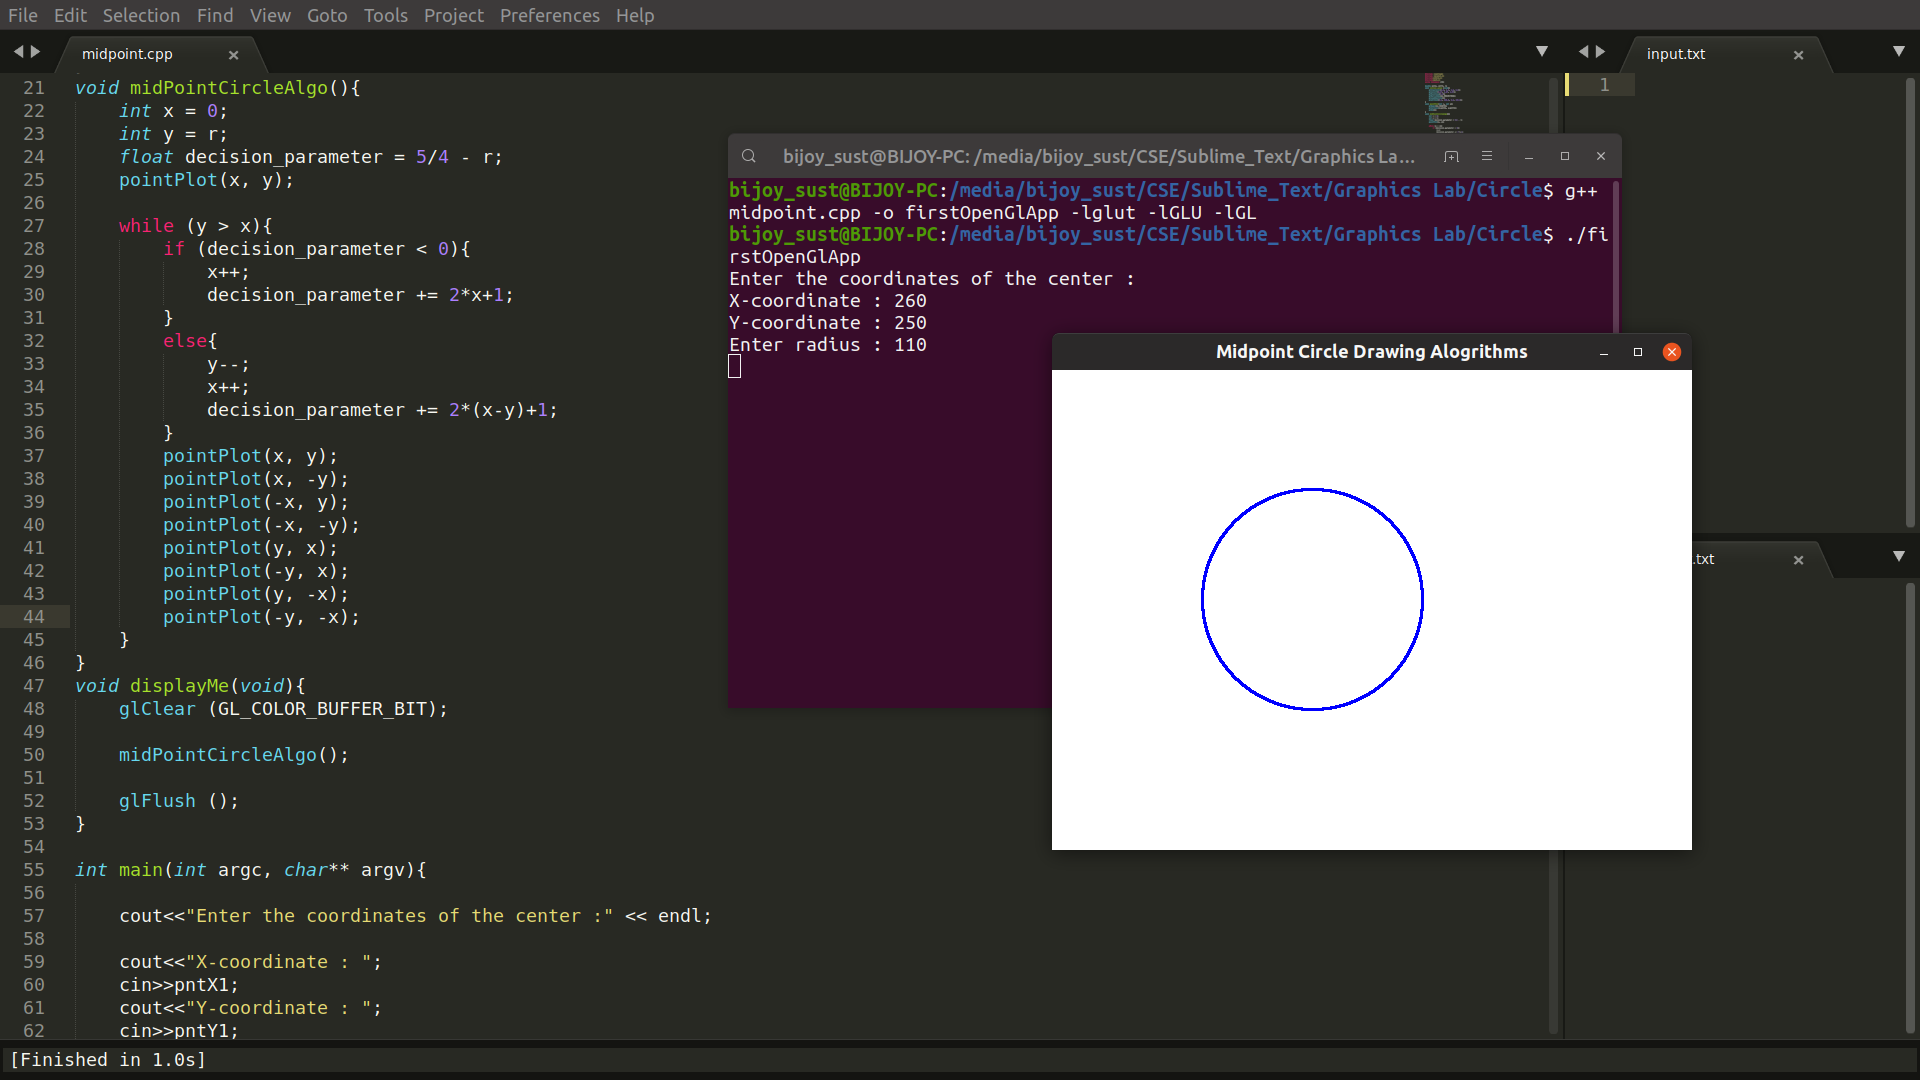 File Edit Selection Find View Goto Tools Project Preferences Help
midpoint.cpp
21 void midPointCircleAlgo(){
22 int x = 0;
23 int y = r;
24 float decision_parameter = 5/4 - r;
25 pointPlot(x, y);
26
27 while (y > x){
28 if (decision_parameter < 0){
29 x++;
30 decision_parameter += 2*x+1;
31 }
32 else{
33 y--;
34 x++;
35 decision_parameter += 2*(x-y)+1;
36 }
37 pointPlot(x, y);
38 pointPlot(x, -y);
39 pointPlot(-x, y);
40 pointPlot(-x, -y);
41 pointPlot(y, x);
42 pointPlot(-y, x);
43 pointPlot(y, -x);
44 pointPlot(-y, -x);
45 }
46 }
47 void displayMe(void){
48 glClear (GL_COLOR_BUFFER_BIT);
49
50 midPointCircleAlgo();
51
52 glFlush ();
53 }
54
55 int main(int argc, char** argv){
56
57 cout<<"Enter the coordinates of the center :" << endl;
58
59 cout<<"X-coordinate : ";
60 cin>>pntX1;
61 cout<<"Y-coordinate : ";
62 cin>>pntY1;
[Finished in 1.0s]
bijoy_sust@BIJOY-PC: /media/bijoy_sust/CSE/Sublime_Text/Graphics La...
bijoy_sust@BIJOY-PC:/media/bijoy_sust/CSE/Sublime_Text/Graphics Lab/Circle$ g++
midpoint.cpp -o firstOpenGlApp -lglut -lGLU -lGL
bijoy_sust@BIJOY-PC:/media/bijoy_sust/CSE/Sublime_Text/Graphics Lab/Circle$ ./fi
rstOpenGlApp
Enter the coordinates of the center :
X-coordinate : 260
Y-coordinate : 250
Enter radius : 110
Midpoint Circle Drawing Alogrithms
input.txt
1
.txt